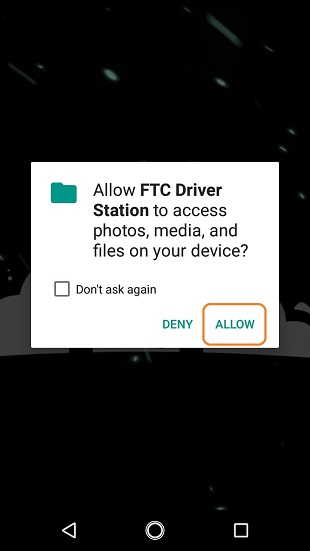 Allow FTC Driver
Station to access
photos, media, and
files on your device?
Don't ask again
DENY ALLOW